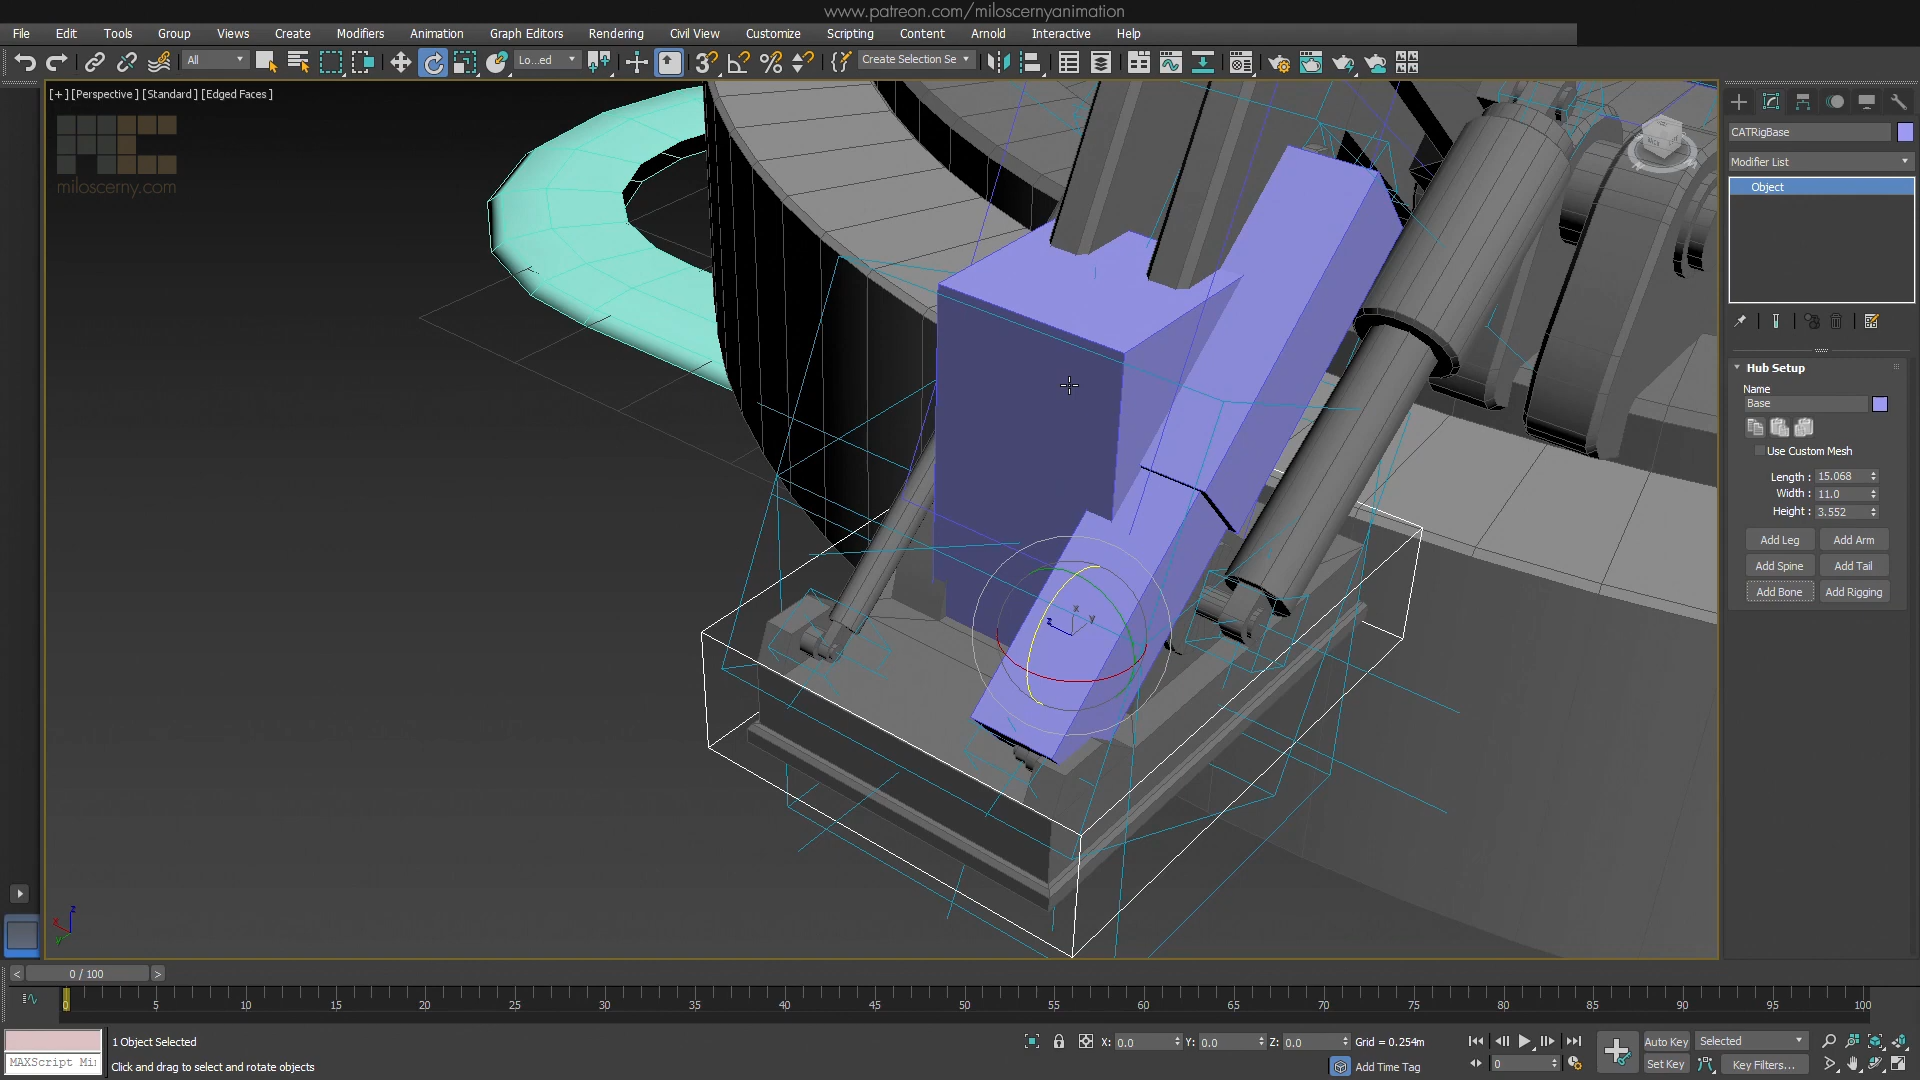 www.patreon.com/miloscernyanimation
File Edit Tools Group Views Create Modifiers Animation Graph Editors Rendering Civil View Customize Scripting Content Arnold Interactive Help
All Lo...ed Create Selection Se
[+] [Perspective] [Standard] [Edged Faces]
miloscerny.com
CATRigBase
Modifier List
Object
Hub Setup
Name
Base
Use Custom Mesh
Length : 15.068
Width : 11.0
Height : 3.552
Add Leg Add Arm
Add Spine Add Tail
Add Bone Add Rigging
x y z
z x y
< 0 / 100 >
0 5 10 15 20 25 30 35 40 45 50 55 60 65 70 75 80 85 90 95 100
1 Object Selected X: 0.0 Y: 0.0 Z: 0.0 Grid = 0.254m Auto Key Selected
MAXScript Mi Click and drag to select and rotate objects Add Time Tag 0 Set Key Key Filters...